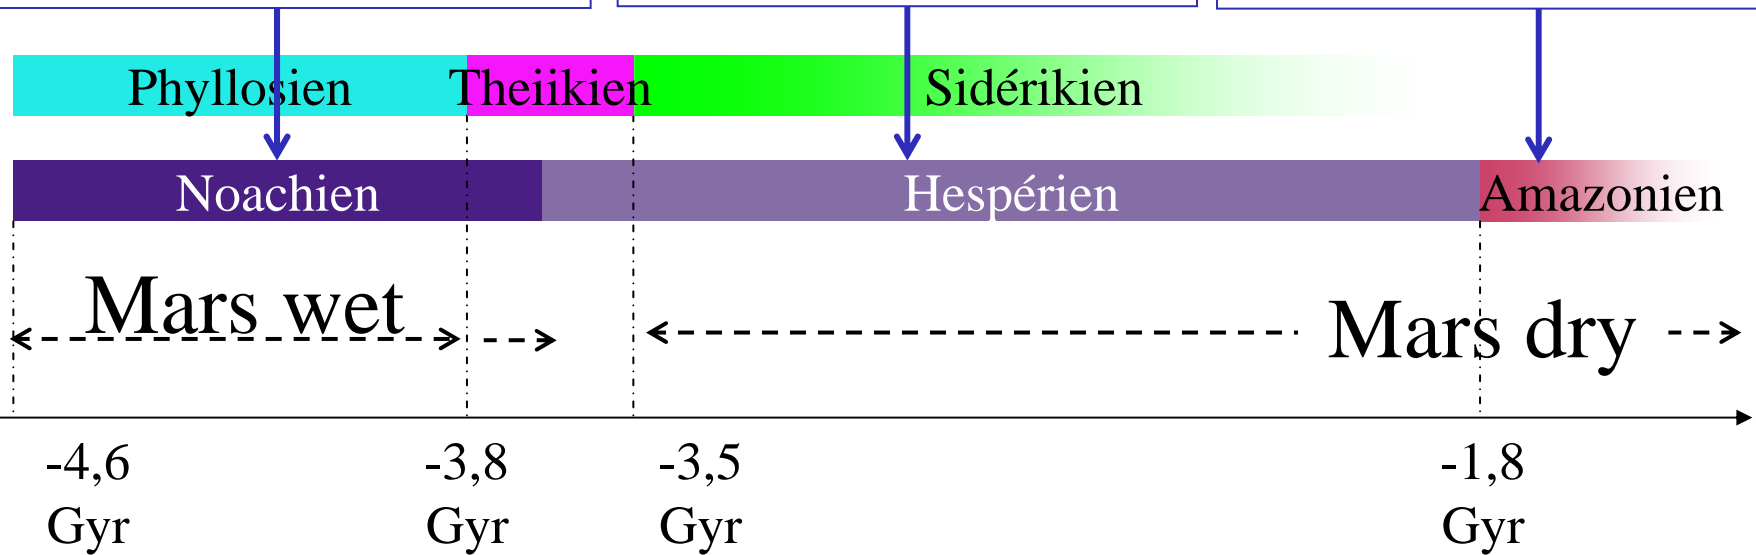 Phyllosien Theiikien Sidérikien
Noachien Hespérien Amazonien
Mars wet Mars dry
-4,6 -3,8 -3,5 -1,8
Gyr Gyr Gyr Gyr